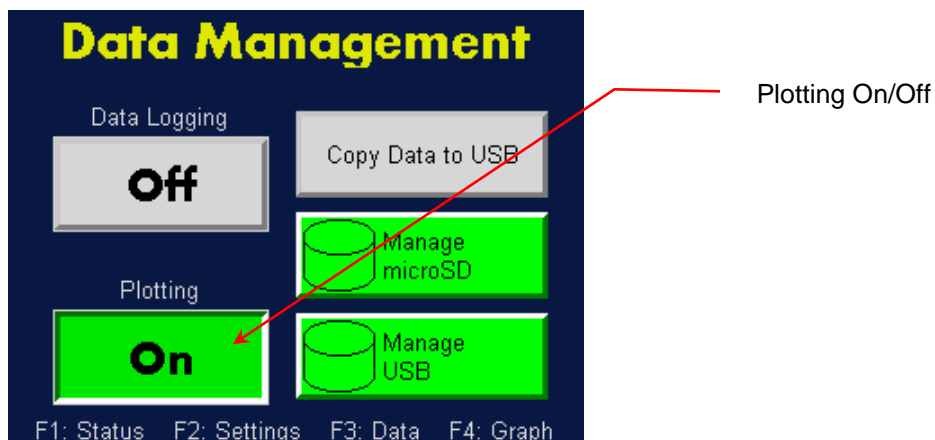 Data Management
Plotting On/Off
Data Logging
Off
Copy Data to USB
Manage
microSD
Plotting
On
Manage
USB
F1: Status F2: Settings F3: Data F4: Graph